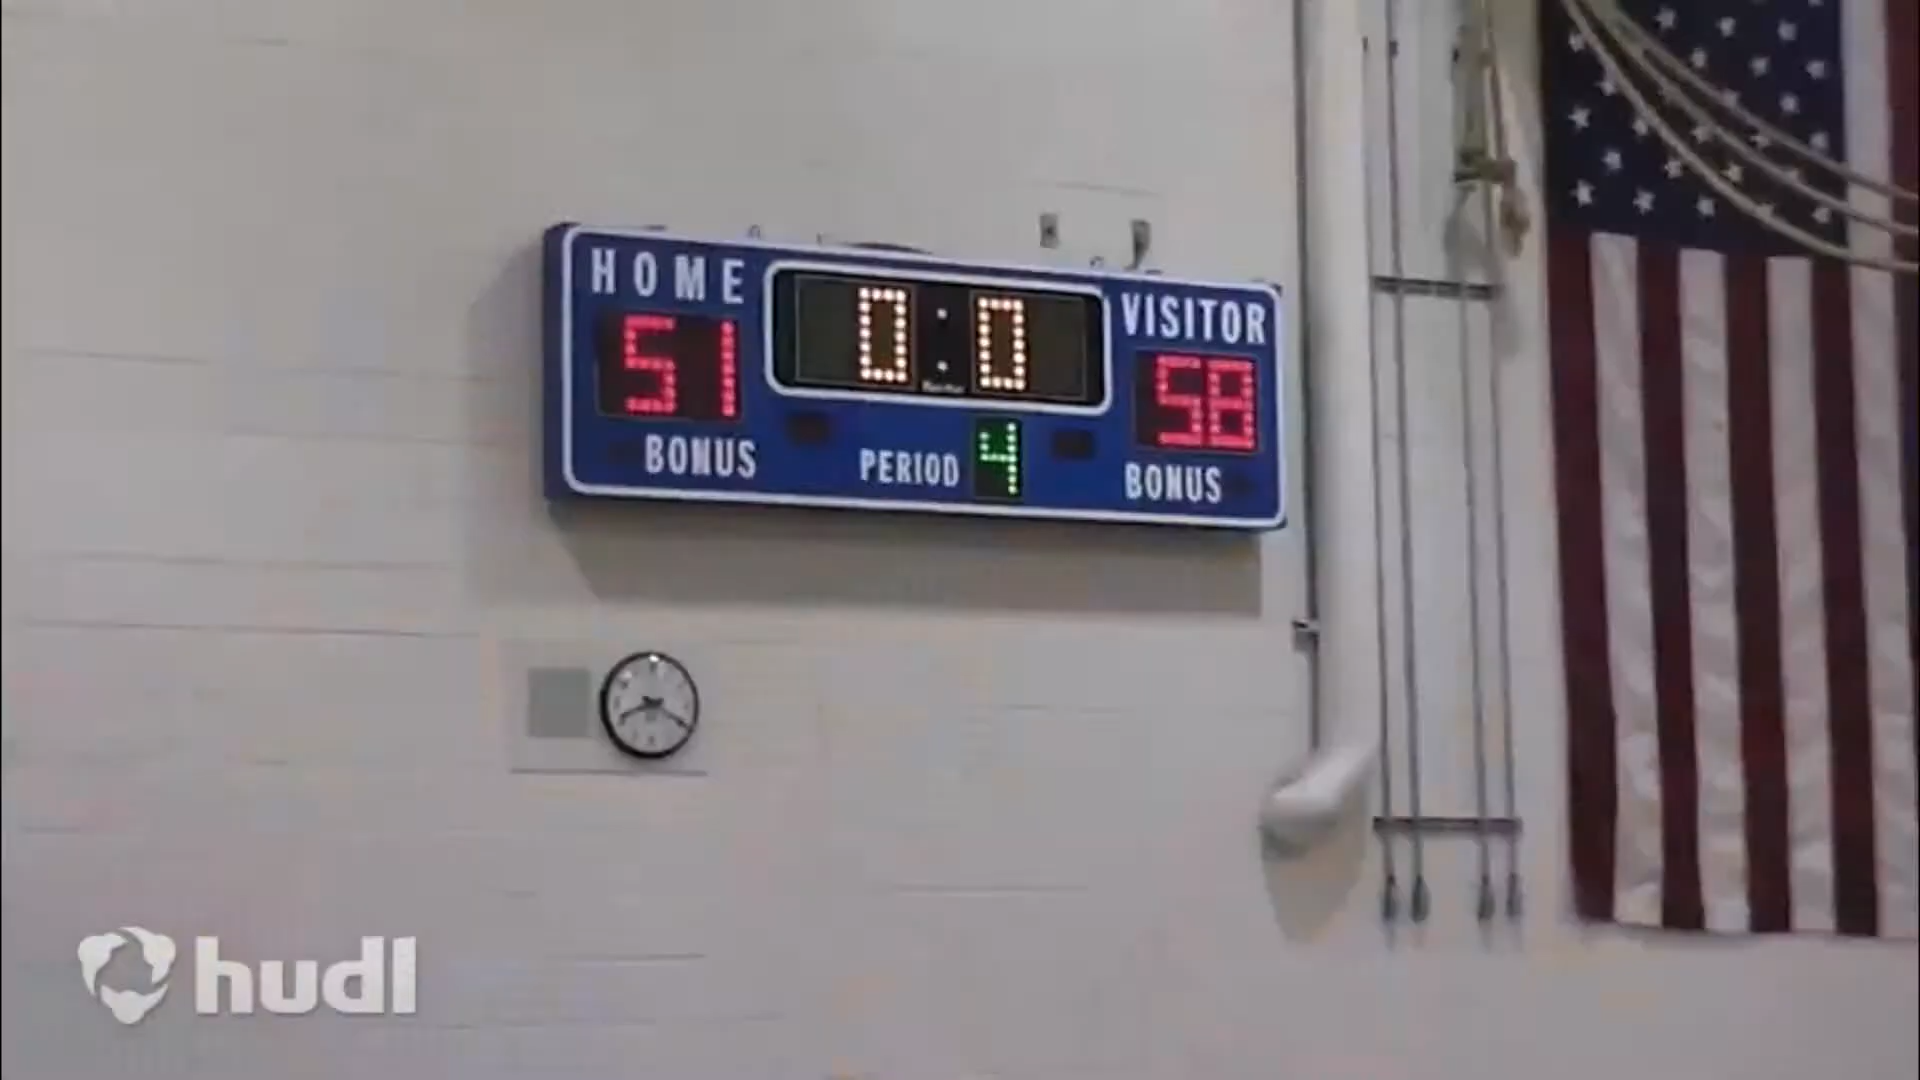 HOME
0:0
VISITOR
51
58
BONUS
PERIOD 4
BONUS
hudl